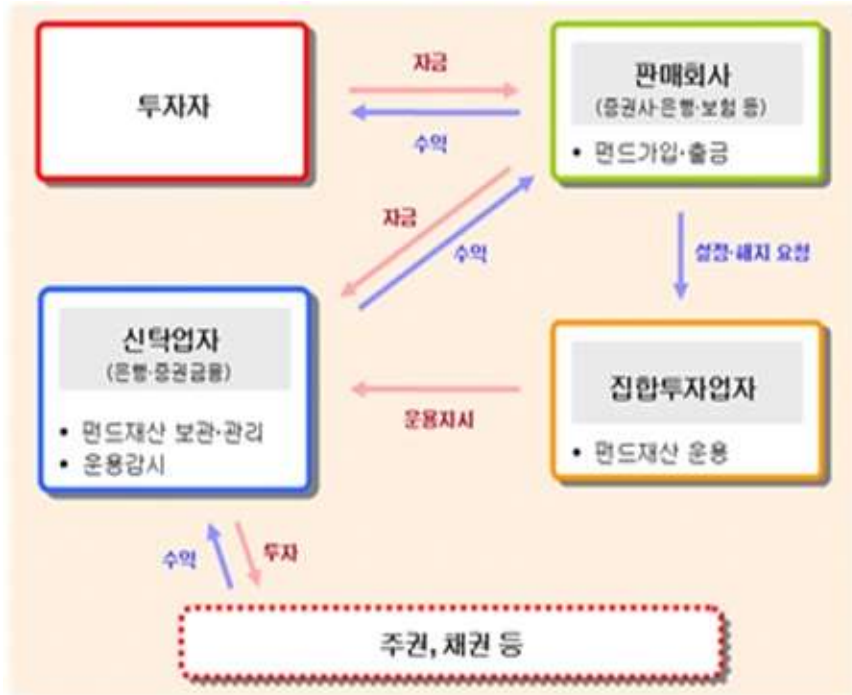 투자자
자금
수익
판매회사
(증권사·은행·보험 등)
• 펀드가입·출금
자금
수익
설정·해지 요청
신탁업자
(은행·증권금융)
• 펀드재산 보관·관리
• 운용감시
운용지시
집합투자업자
• 펀드재산 운용
수익
투자
주권, 채권 등